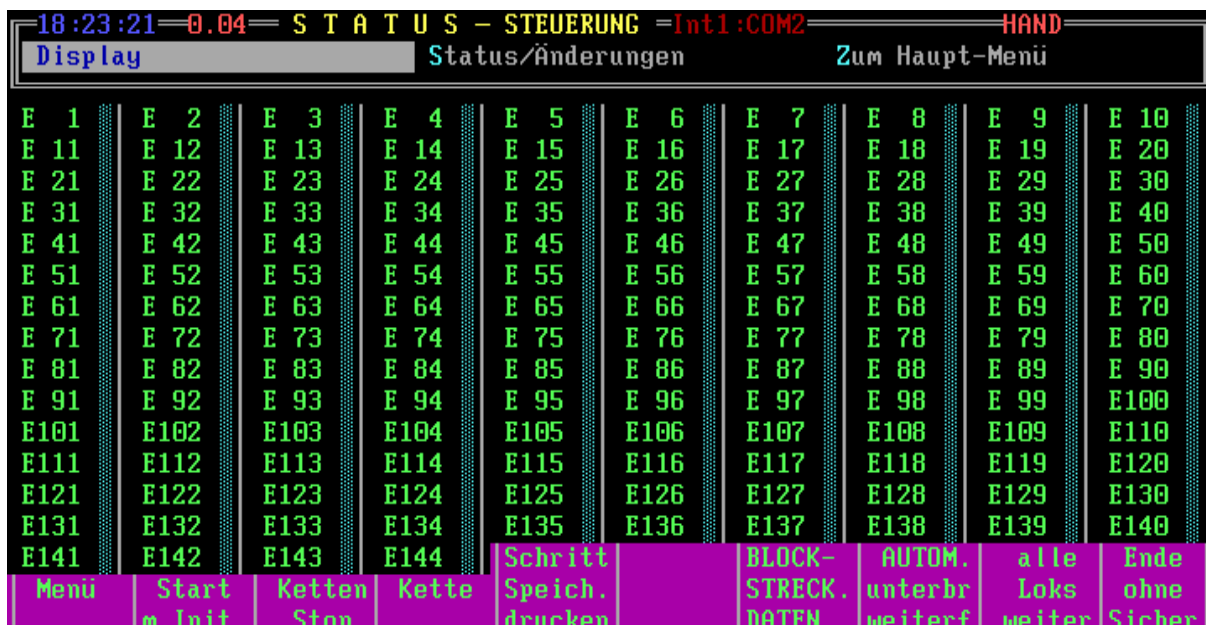 18:23:21 0.04 S T A T U S - STEUERUNG Int1:COM2 HAND
Display Status/Änderungen Zum Haupt-Menü
E 1 E 2 E 3 E 4 E 5 E 6 E 7 E 8 E 9 E 10
E 11 E 12 E 13 E 14 E 15 E 16 E 17 E 18 E 19 E 20
E 21 E 22 E 23 E 24 E 25 E 26 E 27 E 28 E 29 E 30
E 31 E 32 E 33 E 34 E 35 E 36 E 37 E 38 E 39 E 40
E 41 E 42 E 43 E 44 E 45 E 46 E 47 E 48 E 49 E 50
E 51 E 52 E 53 E 54 E 55 E 56 E 57 E 58 E 59 E 60
E 61 E 62 E 63 E 64 E 65 E 66 E 67 E 68 E 69 E 70
E 71 E 72 E 73 E 74 E 75 E 76 E 77 E 78 E 79 E 80
E 81 E 82 E 83 E 84 E 85 E 86 E 87 E 88 E 89 E 90
E 91 E 92 E 93 E 94 E 95 E 96 E 97 E 98 E 99 E100
E101 E102 E103 E104 E105 E106 E107 E108 E109 E110
E111 E112 E113 E114 E115 E116 E117 E118 E119 E120
E121 E122 E123 E124 E125 E126 E127 E128 E129 E130
E131 E132 E133 E134 E135 E136 E137 E138 E139 E140
E141 E142 E143 E144 Schritt BLOCK- AUTOM. alle Ende
Menü Start Ketten Kette Speich. STRECK. unterbr Loks ohne
m Init Stop drucken DATEN weiterf weiter Sicher